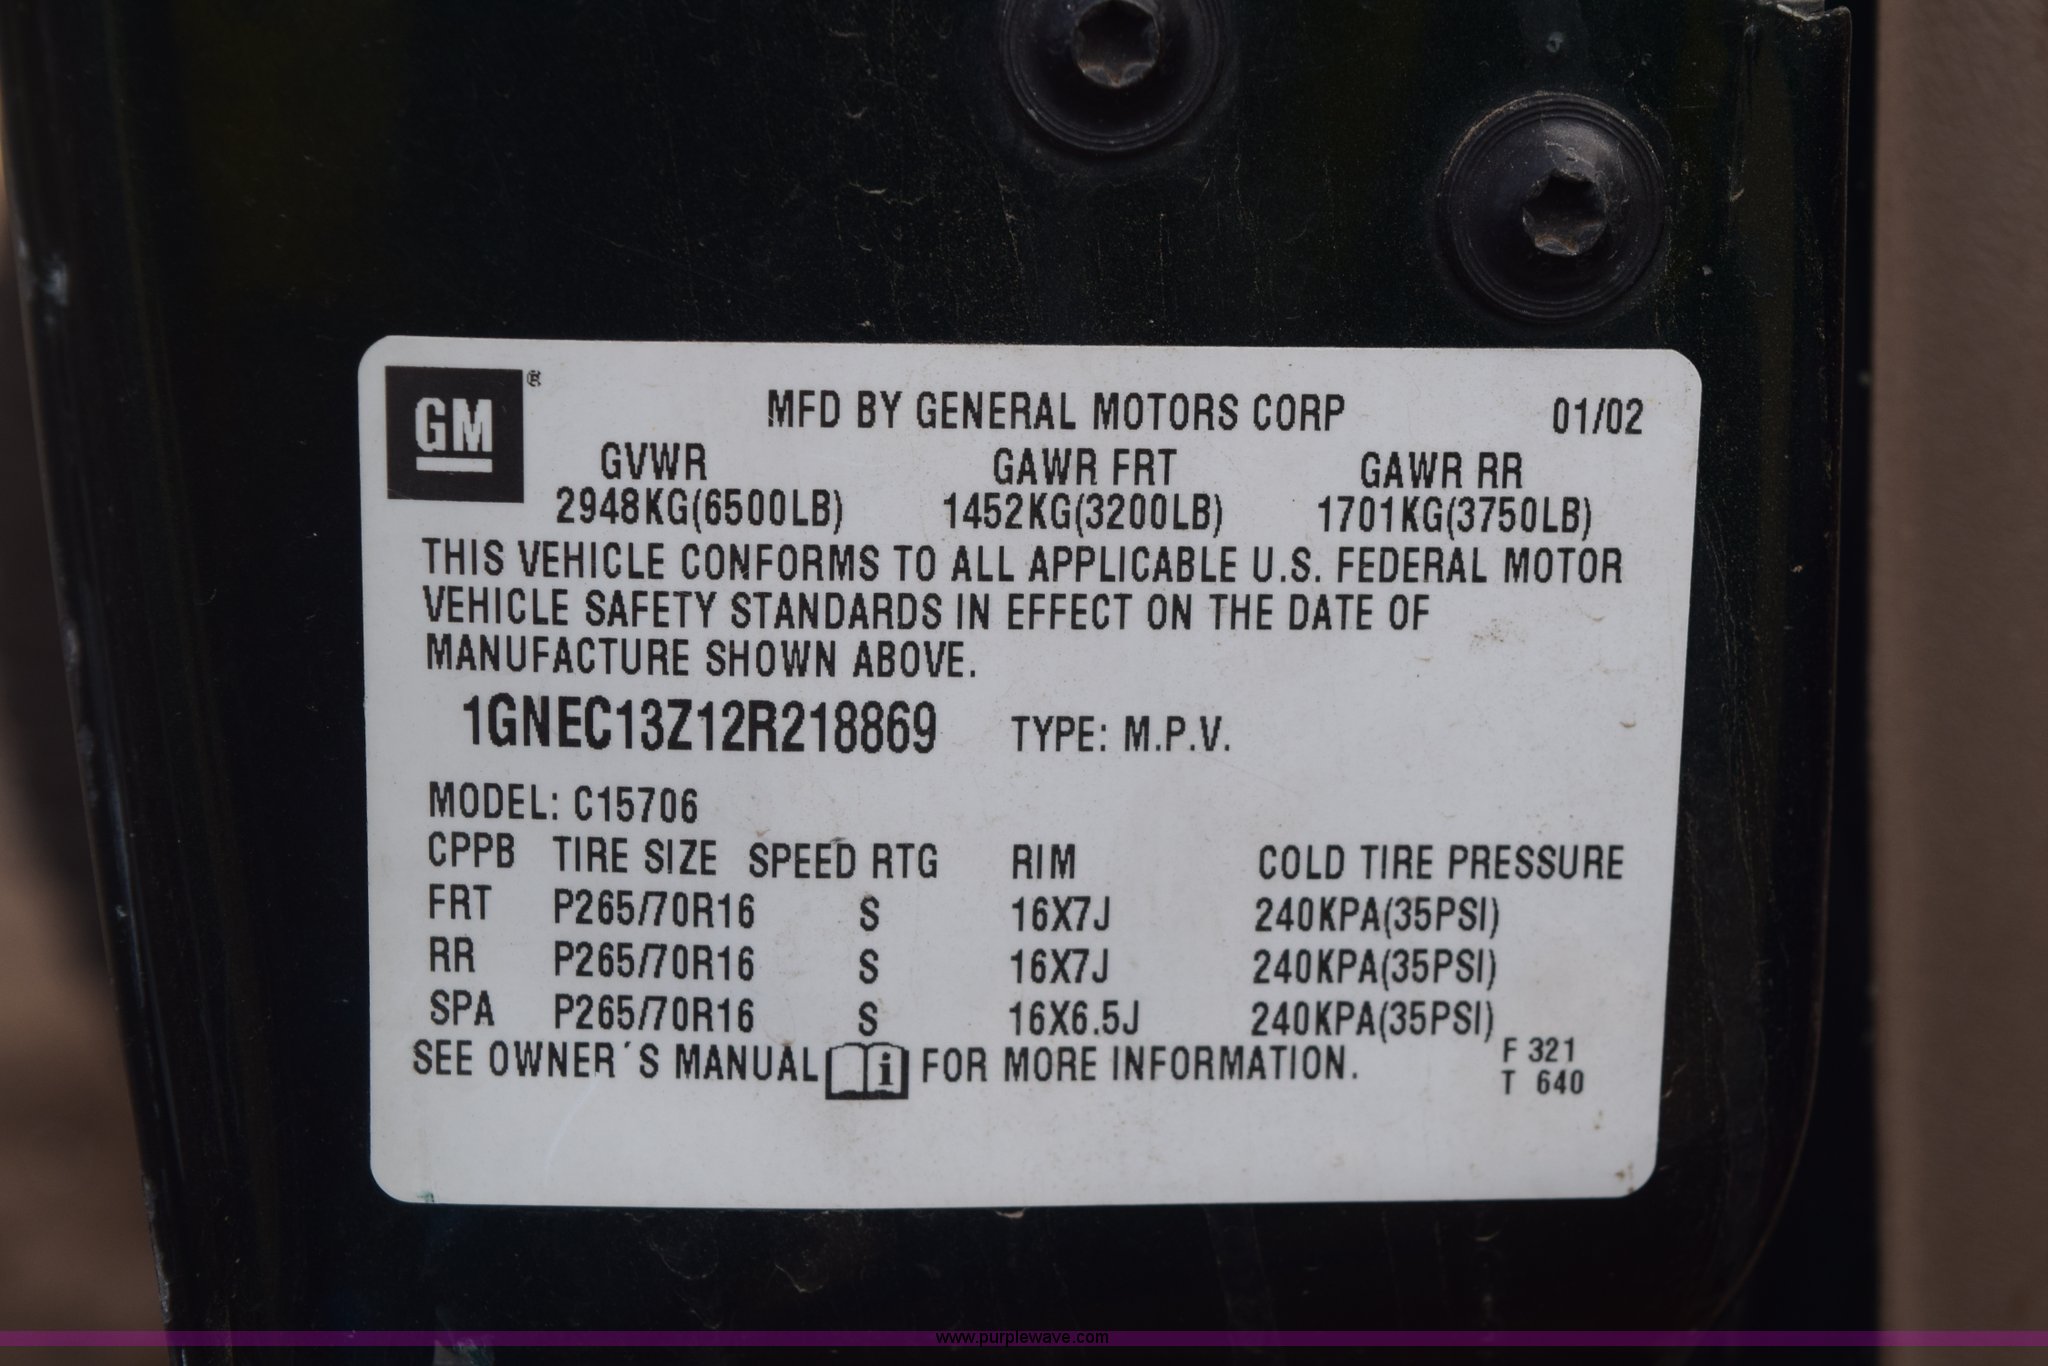 GM ®
MFD BY GENERAL MOTORS CORP 01/02
GVWR GAWR FRT GAWR RR
2948KG(6500LB) 1452KG(3200LB) 1701KG(3750LB)
THIS VEHICLE CONFORMS TO ALL APPLICABLE U.S. FEDERAL MOTOR
VEHICLE SAFETY STANDARDS IN EFFECT ON THE DATE OF
MANUFACTURE SHOWN ABOVE.
1GNEC13Z12R218869 TYPE: M.P.V.
MODEL: C15706
CPPB TIRE SIZE SPEED RTG RIM COLD TIRE PRESSURE
FRT P265/70R16 S 16X7J 240KPA(35PSI)
RR P265/70R16 S 16X7J 240KPA(35PSI)
SPA P265/70R16 S 16X6.5J 240KPA(35PSI)
SEE OWNER´S MANUAL i FOR MORE INFORMATION.
F 321
T 640
www.purplewave.com